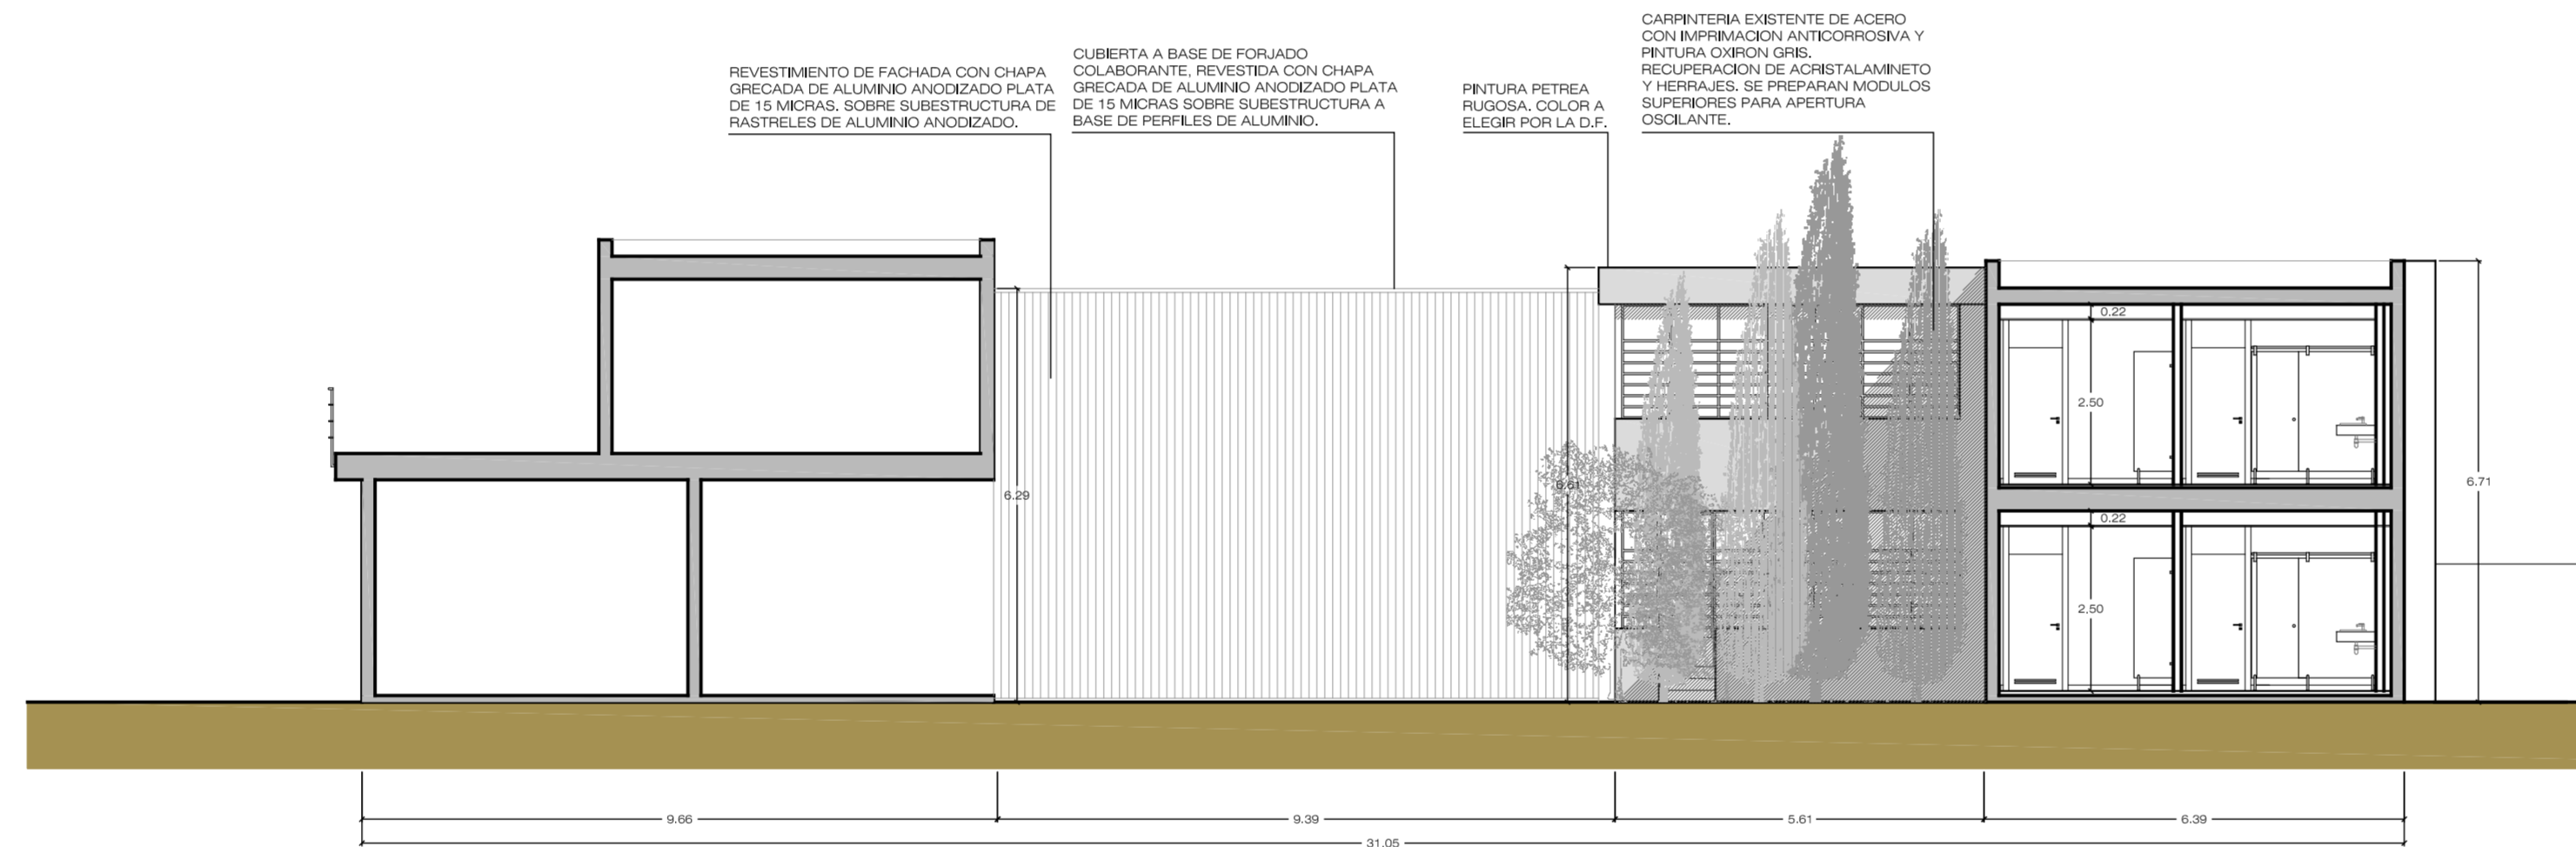 CARPINTERIA EXISTENTE DE ACERO
CON IMPRIMACION ANTICORROSIVA Y
PINTURA OXIRON GRIS.
RECUPERACION DE ACRISTALAMINETO
Y HERRAJES. SE PREPARAN MODULOS
SUPERIORES PARA APERTURA
OSCILANTE.
CUBIERTA A BASE DE FORJADO
COLABORANTE, REVESTIDA CON CHAPA
GRECADA DE ALUMINIO ANODIZADO PLATA
DE 15 MICRAS SOBRE SUBESTRUCTURA A
BASE DE PERFILES DE ALUMINIO.
REVESTIMIENTO DE FACHADA CON CHAPA
GRECADA DE ALUMINIO ANODIZADO PLATA
DE 15 MICRAS. SOBRE SUBESTRUCTURA DE
RASTRELES DE ALUMINIO ANODIZADO.
PINTURA PETREA
RUGOSA. COLOR A
ELEGIR POR LA D.F.
0.22
2.50
6.29
6.61
6.71
0.22
2.50
9.66
9.39
5.61
6.39
31.05